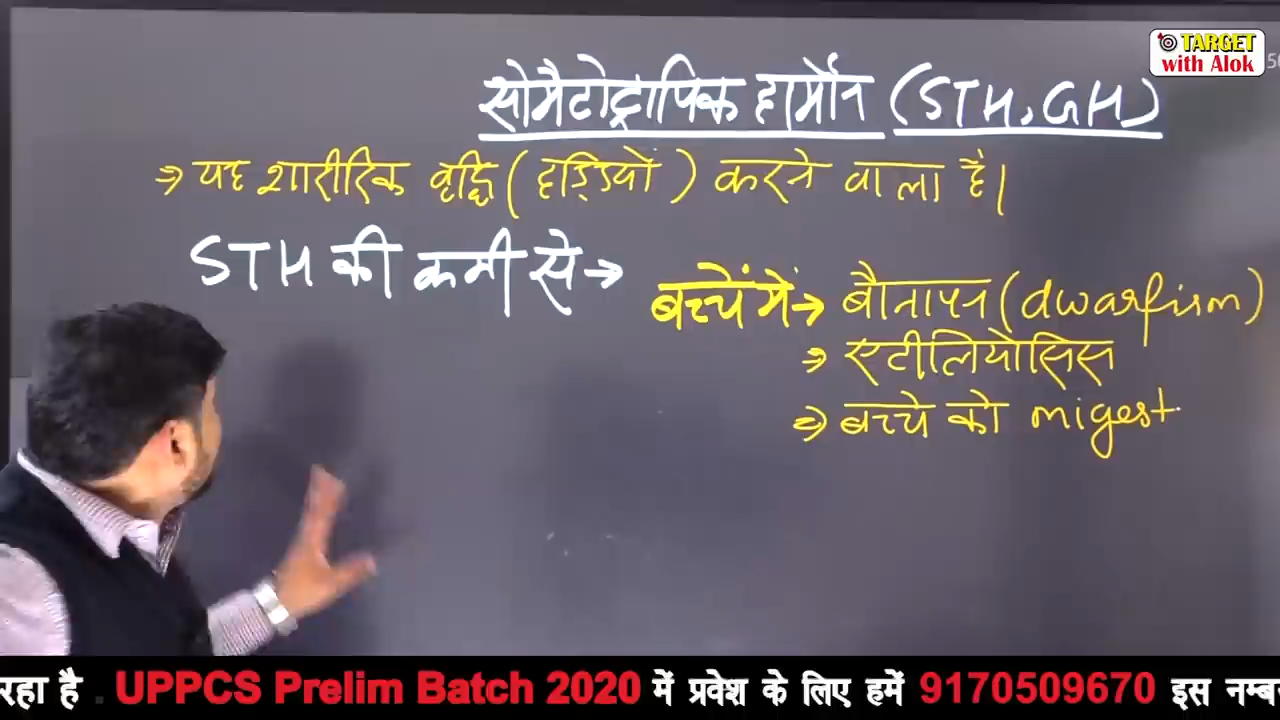 TARGET
with Alok
सोमैटोट्रापिक हार्मोन (STH, GH)
⇒ यह शारीरिक वृद्धि (हड्डियों) करने वाला है।
STH की कमी से →
बच्चें में → बौनापन (dwarfism)
⇒ एटीलियोसिस
⇒ बच्चे को migest
रहा है . UPPCS Prelim Batch 2020 में प्रवेश के लिए हमें 9170509670 इस नम्ब